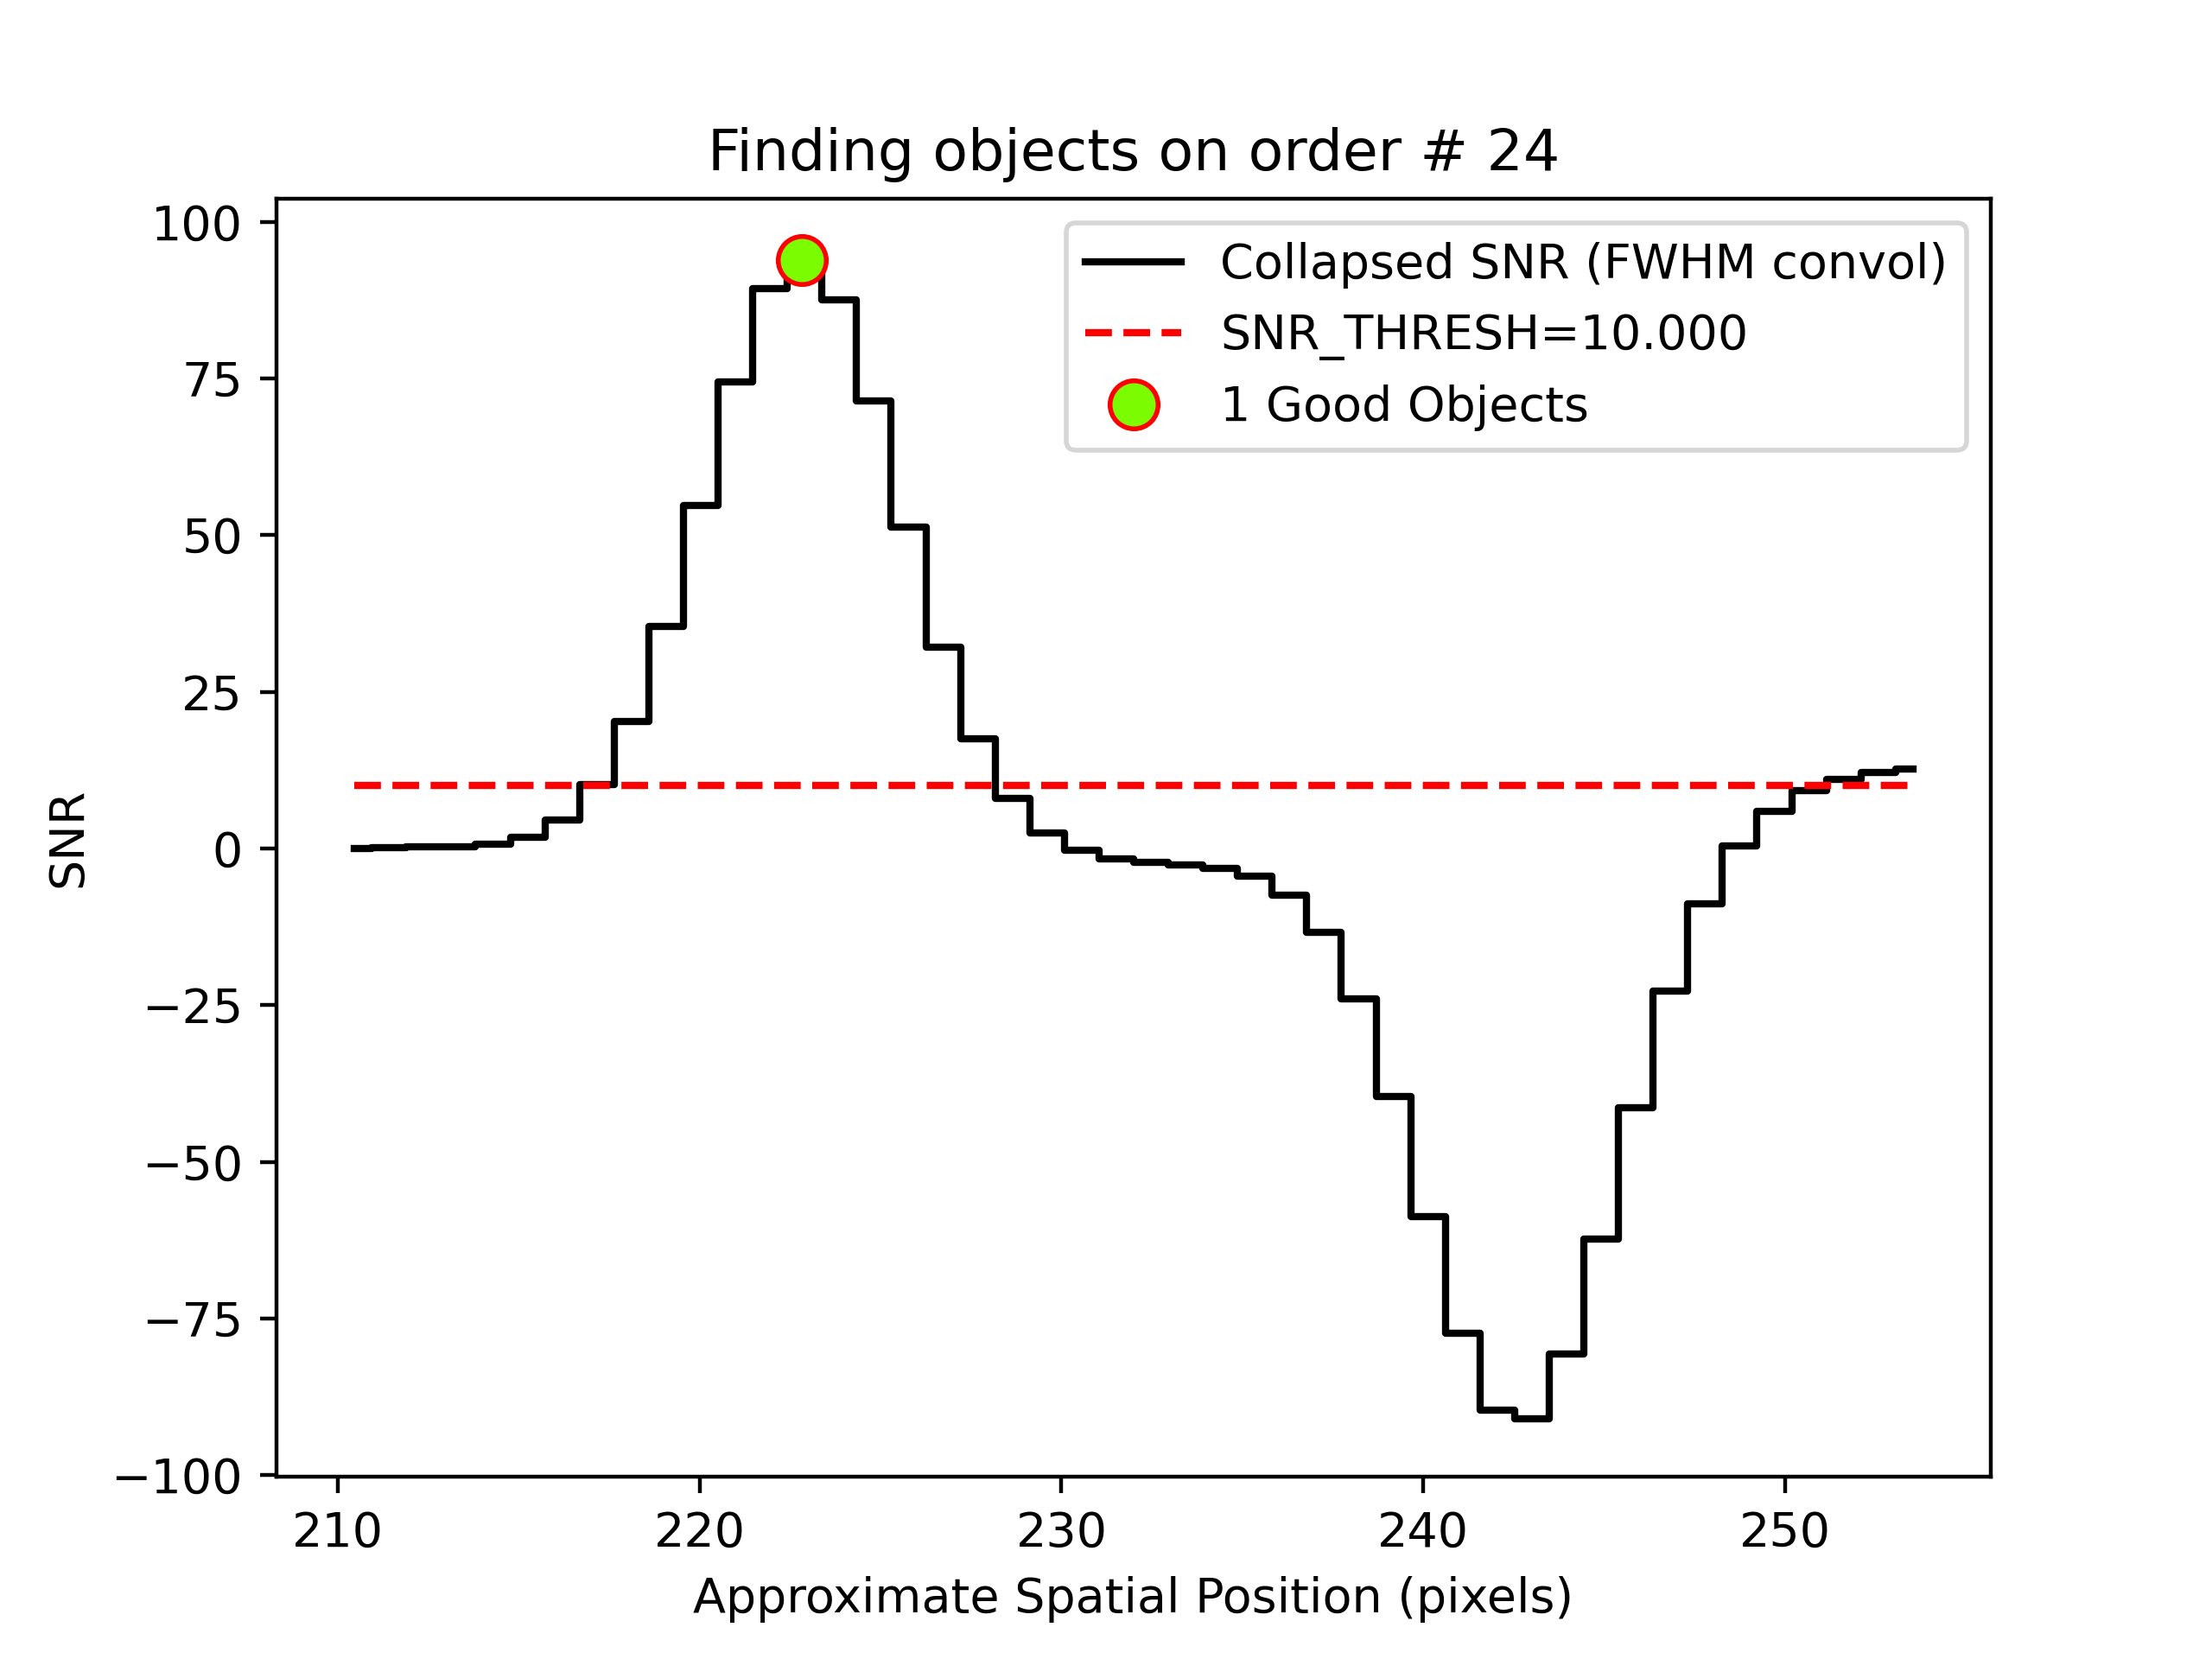 Finding objects on order # 24
Collapsed SNR (FWHM convol)
SNR_THRESH=10.000
1 Good Objects
100
75
50
25
0
−25
−50
−75
−100
SNR
210 220 230 240 250
Approximate Spatial Position (pixels)